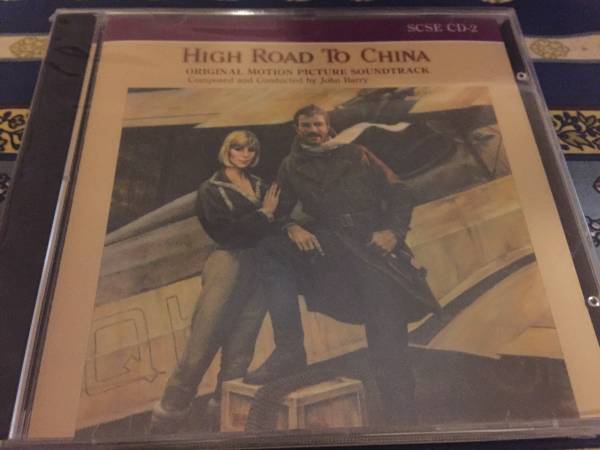 SCSE CD-2
HIGH ROAD TO CHINA
ORIGINAL MOTION PICTURE SOUNDTRACK
Composed and Conducted by John Barry